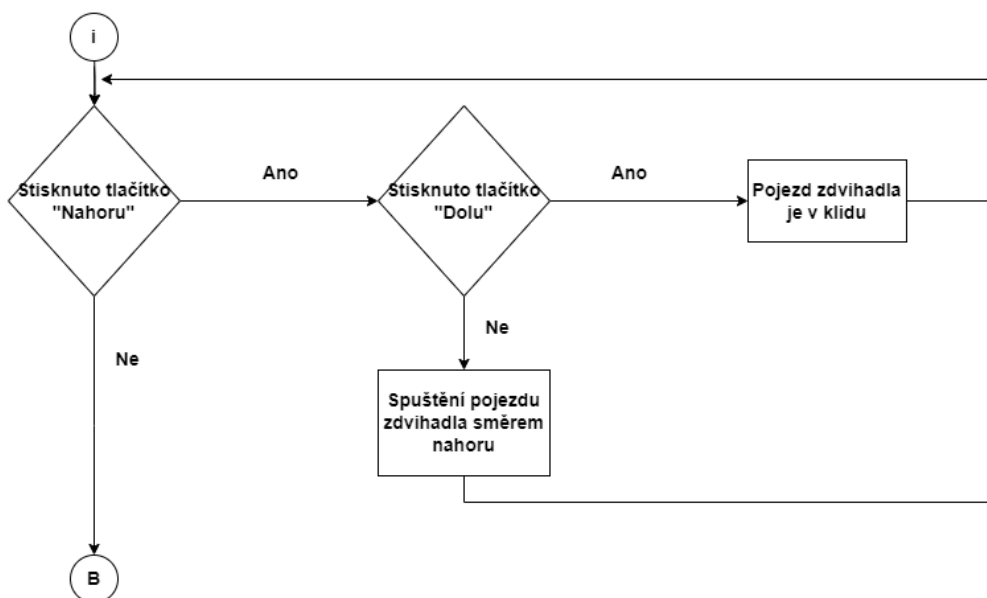 i
Stisknuto tlačítko
"Nahoru"
Ano
Stisknuto tlačítko
"Dolu"
Ano
Pojezd zdvihadla
je v klidu
Ne
Ne
Spuštění pojezdu
zdvihadla směrem
nahoru
B